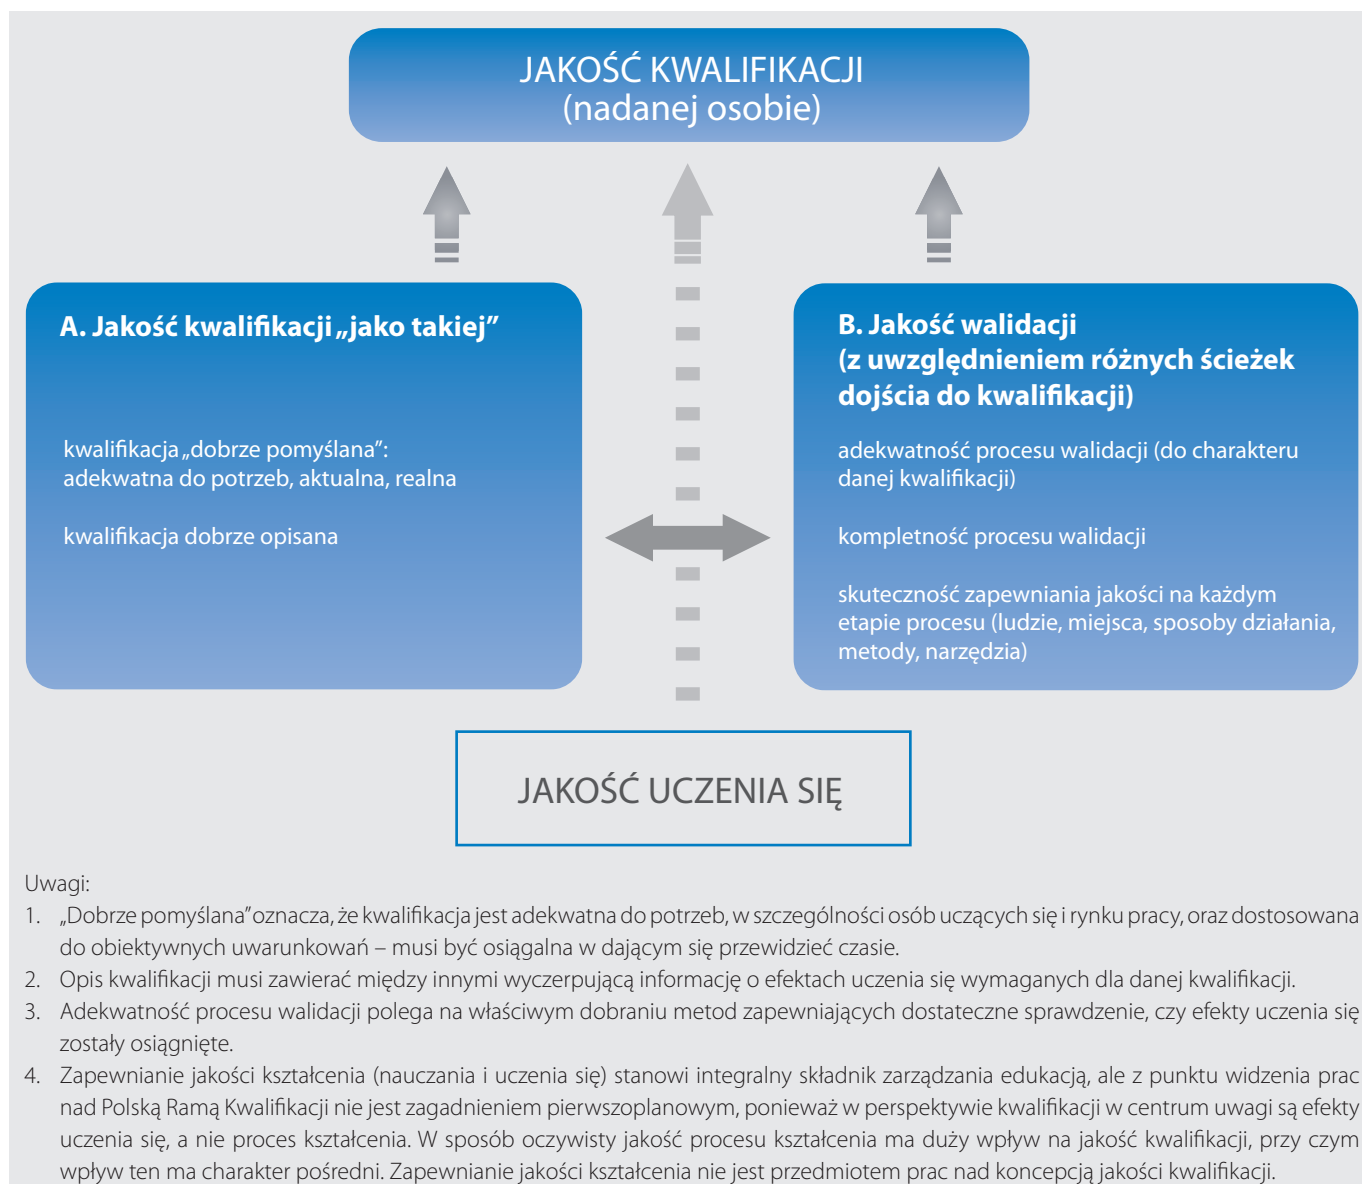 JAKOŚĆ KWALIFIKACJI
(nadanej osobie)
A. Jakość kwalifikacji „jako takiej”
kwalifikacja „dobrze pomyślana”:
adekwatna do potrzeb, aktualna, realna
kwalifikacja dobrze opisana
B. Jakość walidacji
(z uwzględnieniem różnych ścieżek
dojścia do kwalifikacji)
adekwatność procesu walidacji (do charakteru
danej kwalifikacji)
kompletność procesu walidacji
skuteczność zapewniania jakości na każdym
etapie procesu (ludzie, miejsca, sposoby działania,
metody, narzędzia)
JAKOŚĆ UCZENIA SIĘ
Uwagi:
1. „Dobrze pomyślana” oznacza, że kwalifikacja jest adekwatna do potrzeb, w szczególności osób uczących się i rynku pracy, oraz dostosowana
do obiektywnych uwarunkowań – musi być osiągalna w dającym się przewidzieć czasie.
2. Opis kwalifikacji musi zawierać między innymi wyczerpującą informację o efektach uczenia się wymaganych dla danej kwalifikacji.
3. Adekwatność procesu walidacji polega na właściwym dobraniu metod zapewniających dostateczne sprawdzenie, czy efekty uczenia się
zostały osiągnięte.
4. Zapewnianie jakości kształcenia (nauczania i uczenia się) stanowi integralny składnik zarządzania edukacją, ale z punktu widzenia prac
nad Polską Ramą Kwalifikacji nie jest zagadnieniem pierwszoplanowym, ponieważ w perspektywie kwalifikacji w centrum uwagi są efekty
uczenia się, a nie proces kształcenia. W sposób oczywisty jakość procesu kształcenia ma duży wpływ na jakość kwalifikacji, przy czym
wpływ ten ma charakter pośredni. Zapewnianie jakości kształcenia nie jest przedmiotem prac nad koncepcją jakości kwalifikacji.